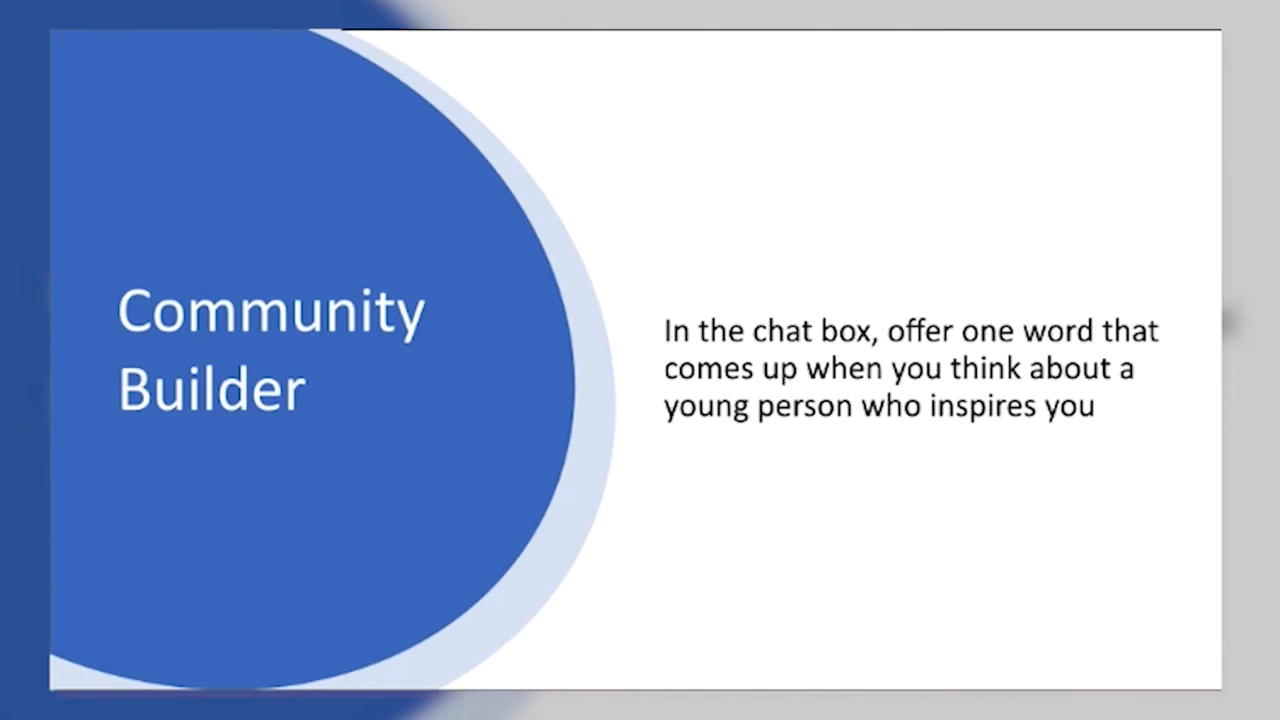 Community
Builder
In the chat box, offer one word that
comes up when you think about a
young person who inspires you